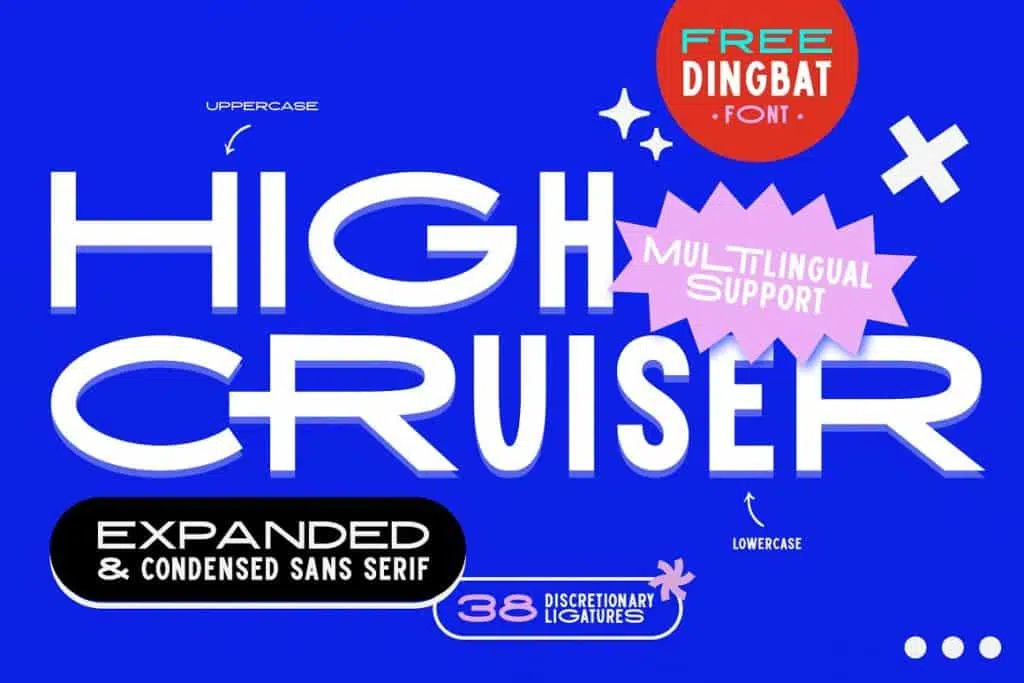 FREE
DINGBAT
• FONT •
UPPERCASE
HIGH
MULTILINGUAL
SUPPORT
CRUISER
LOWERCASE
EXPANDED
& CONDENSED SANS SERIF
38 DISCRETIONARY
LIGATURES